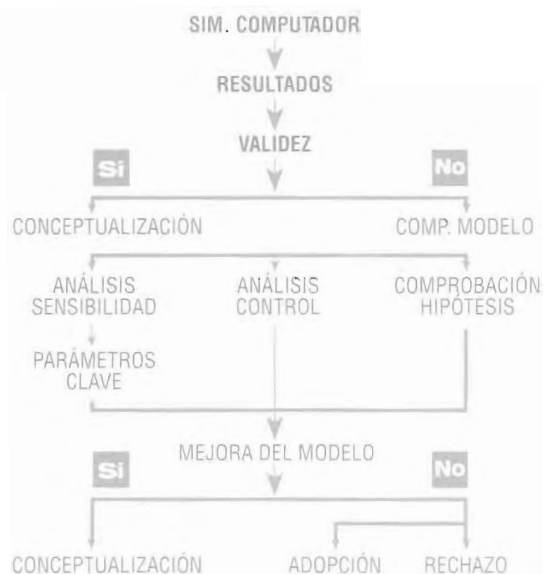 SIM. COMPUTADOR
RESULTADOS
VALIDEZ
Si
No
CONCEPTUALIZACIÓN
COMP. MODELO
ANÁLISIS
SENSIBILIDAD
ANÁLISIS
CONTROL
COMPROBACIÓN
HIPÓTESIS
PARÁMETROS
CLAVE
MEJORA DEL MODELO
Si
No
CONCEPTUALIZACIÓN
ADOPCIÓN
RECHAZO